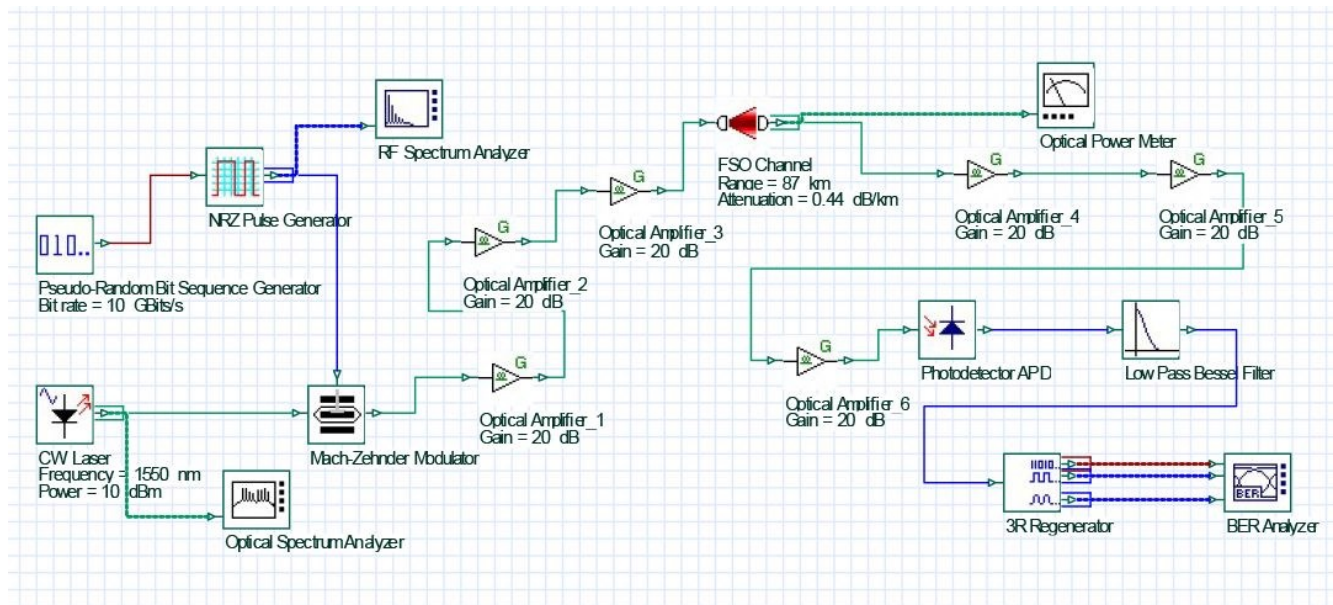 RF Spectrum Analyzer
NRZ Pulse Generator
010..
Pseudo-Random Bit Sequence Generator
Bit rate = 10 GBits/s
CW Laser
Frequency = 1550 nm
Power = 10 dBm
Optical Spectrum Analyzer
Mach-Zehnder Modulator
G
Optical Amplifier_1
Gain = 20 dB
G
Optical Amplifier_2
Gain = 20 dB
G
Optical Amplifier_3
Gain = 20 dB
FSO Channel
Range = 87 km
Attenuation = 0.44 dB/km
Optical Power Meter
G
Optical Amplifier_4
Gain = 20 dB
G
Optical Amplifier_5
Gain = 20 dB
G
Optical Amplifier_6
Gain = 20 dB
Photodetector APD
Low Pass Bessel Filter
11010..
3R Regenerator
BER
BER Analyzer